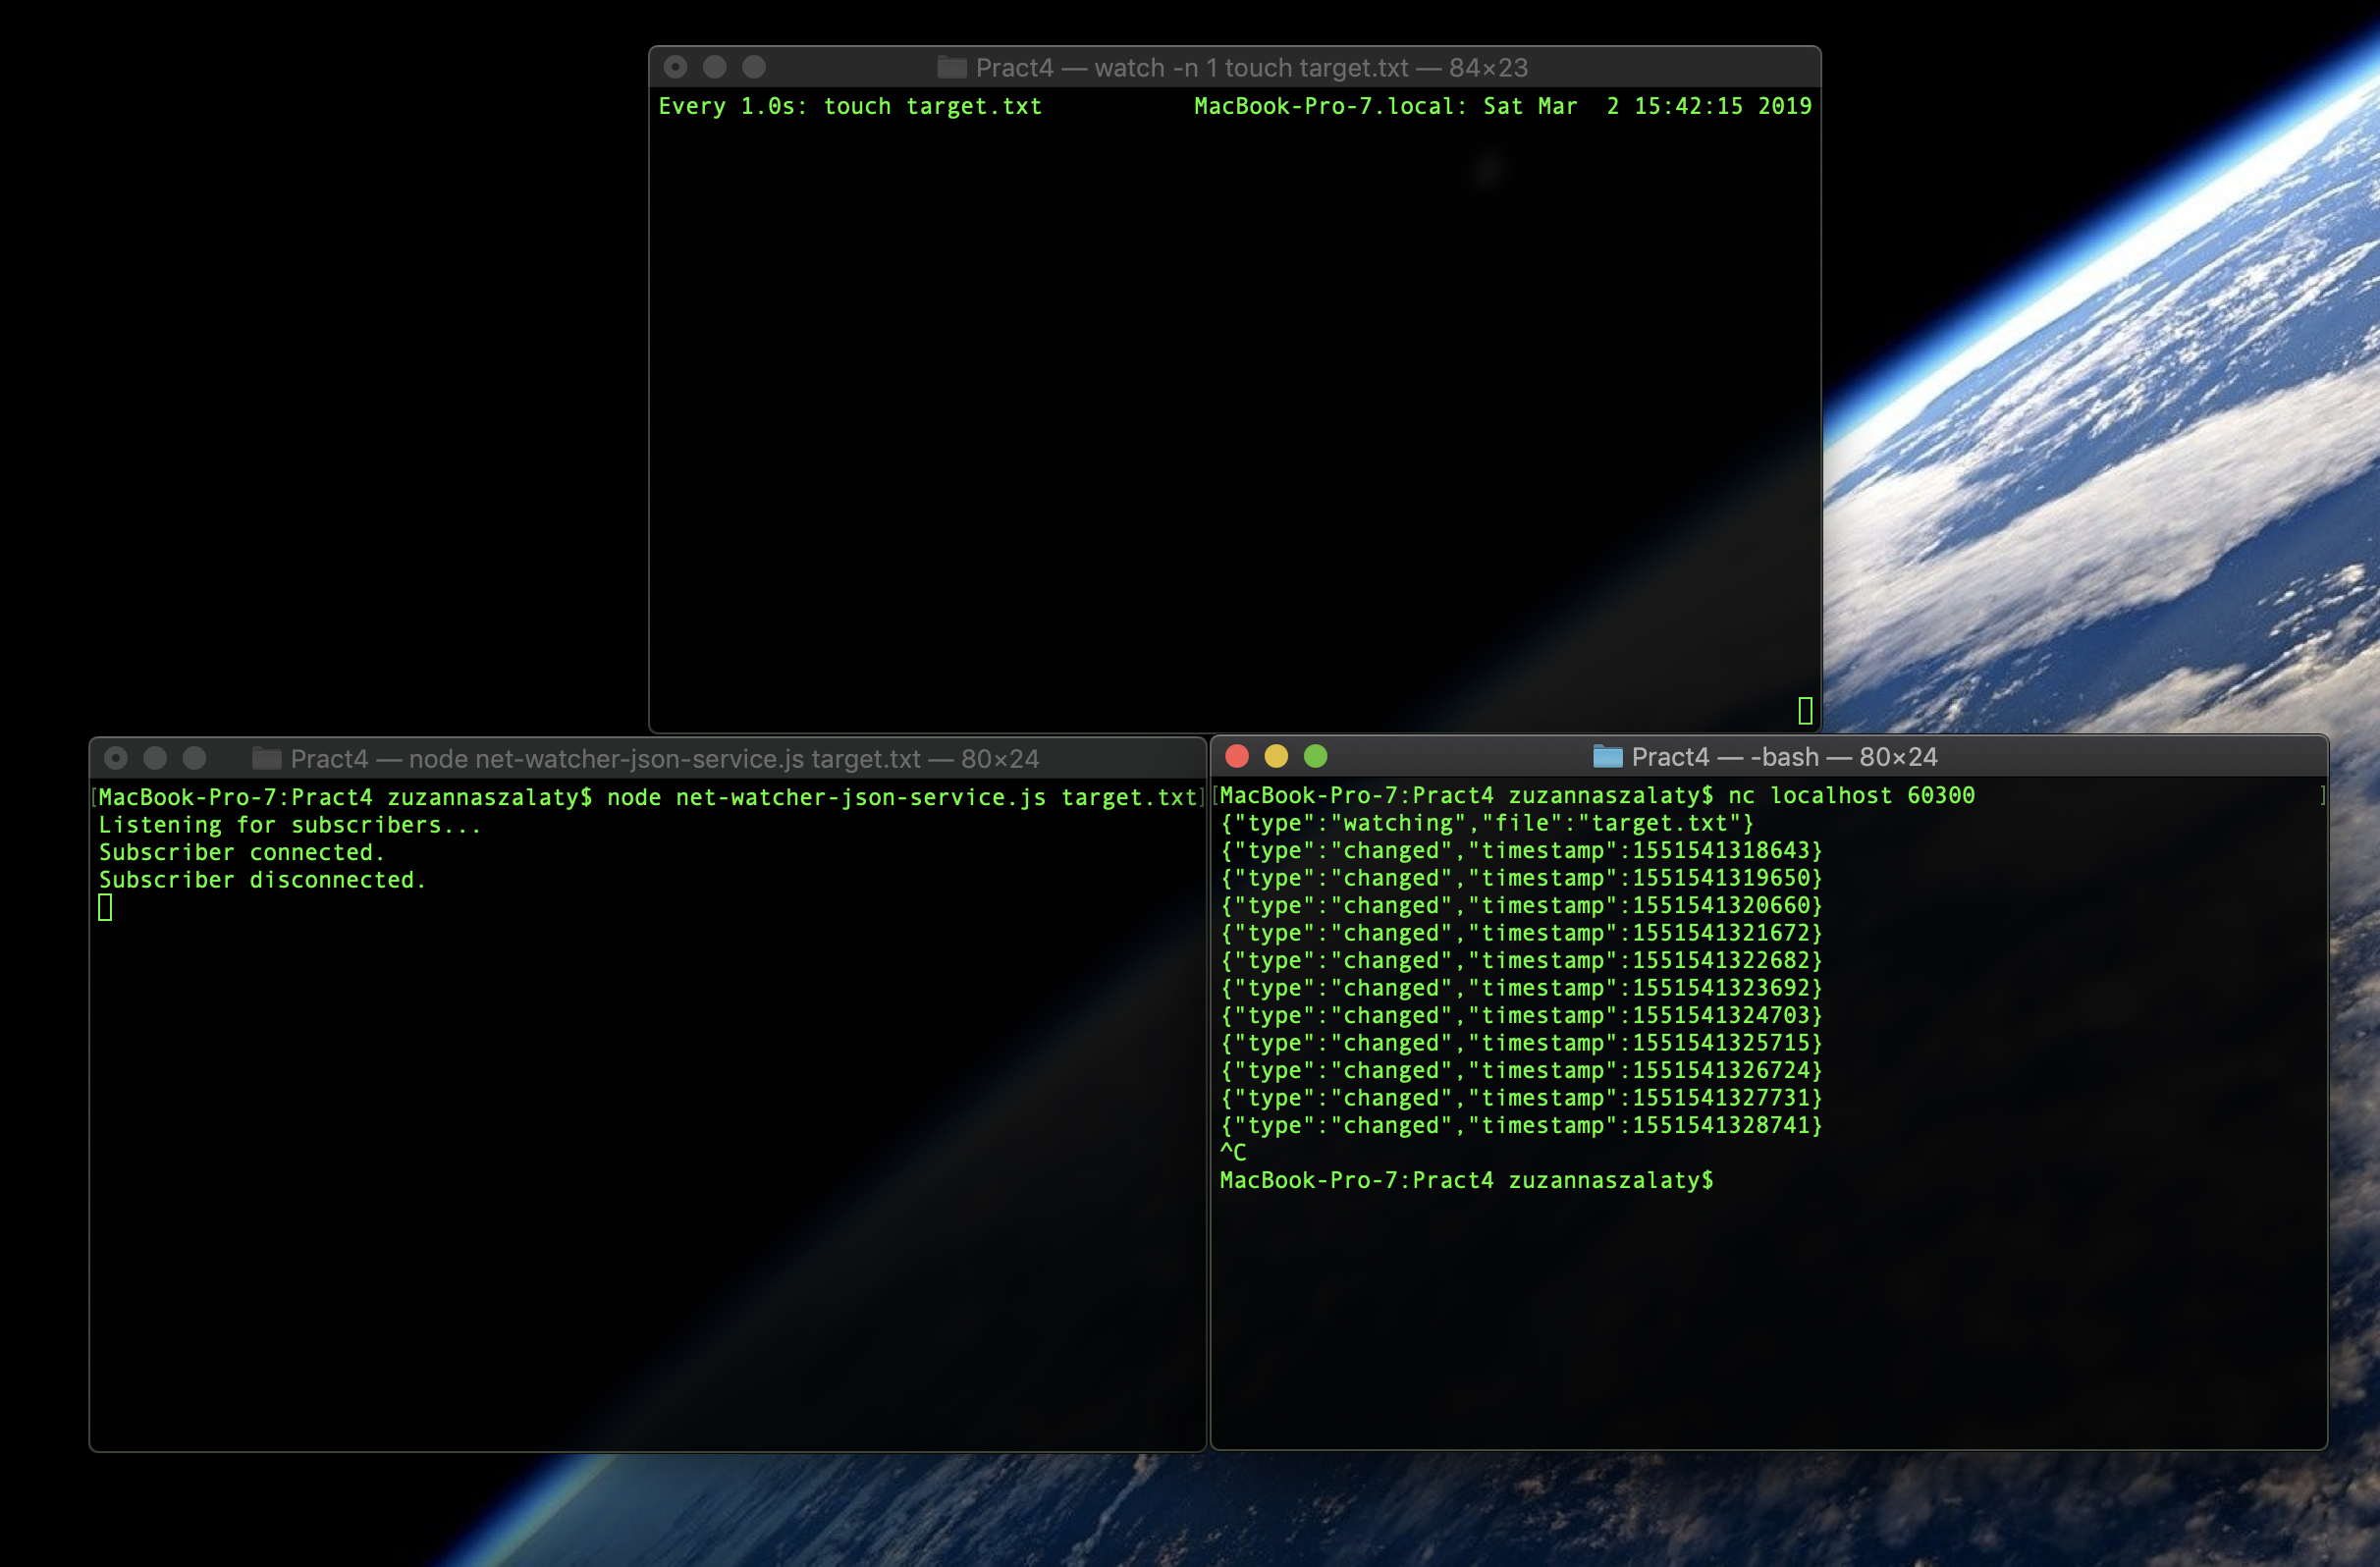 Pract4 — watch -n 1 touch target.txt — 84×23
Every 1.0s: touch target.txt MacBook-Pro-7.local: Sat Mar  2 15:42:15 2019
Pract4 — node net-watcher-json-service.js target.txt — 80×24
[MacBook-Pro-7:Pract4 zuzannaszalaty$ node net-watcher-json-service.js target.txt]
Listening for subscribers...
Subscriber connected.
Subscriber disconnected.
Pract4 — -bash — 80×24
[MacBook-Pro-7:Pract4 zuzannaszalaty$ nc localhost 60300 ]
{"type":"watching","file":"target.txt"}
{"type":"changed","timestamp":1551541318643}
{"type":"changed","timestamp":1551541319650}
{"type":"changed","timestamp":1551541320660}
{"type":"changed","timestamp":1551541321672}
{"type":"changed","timestamp":1551541322682}
{"type":"changed","timestamp":1551541323692}
{"type":"changed","timestamp":1551541324703}
{"type":"changed","timestamp":1551541325715}
{"type":"changed","timestamp":1551541326724}
{"type":"changed","timestamp":1551541327731}
{"type":"changed","timestamp":1551541328741}
^C
MacBook-Pro-7:Pract4 zuzannaszalaty$